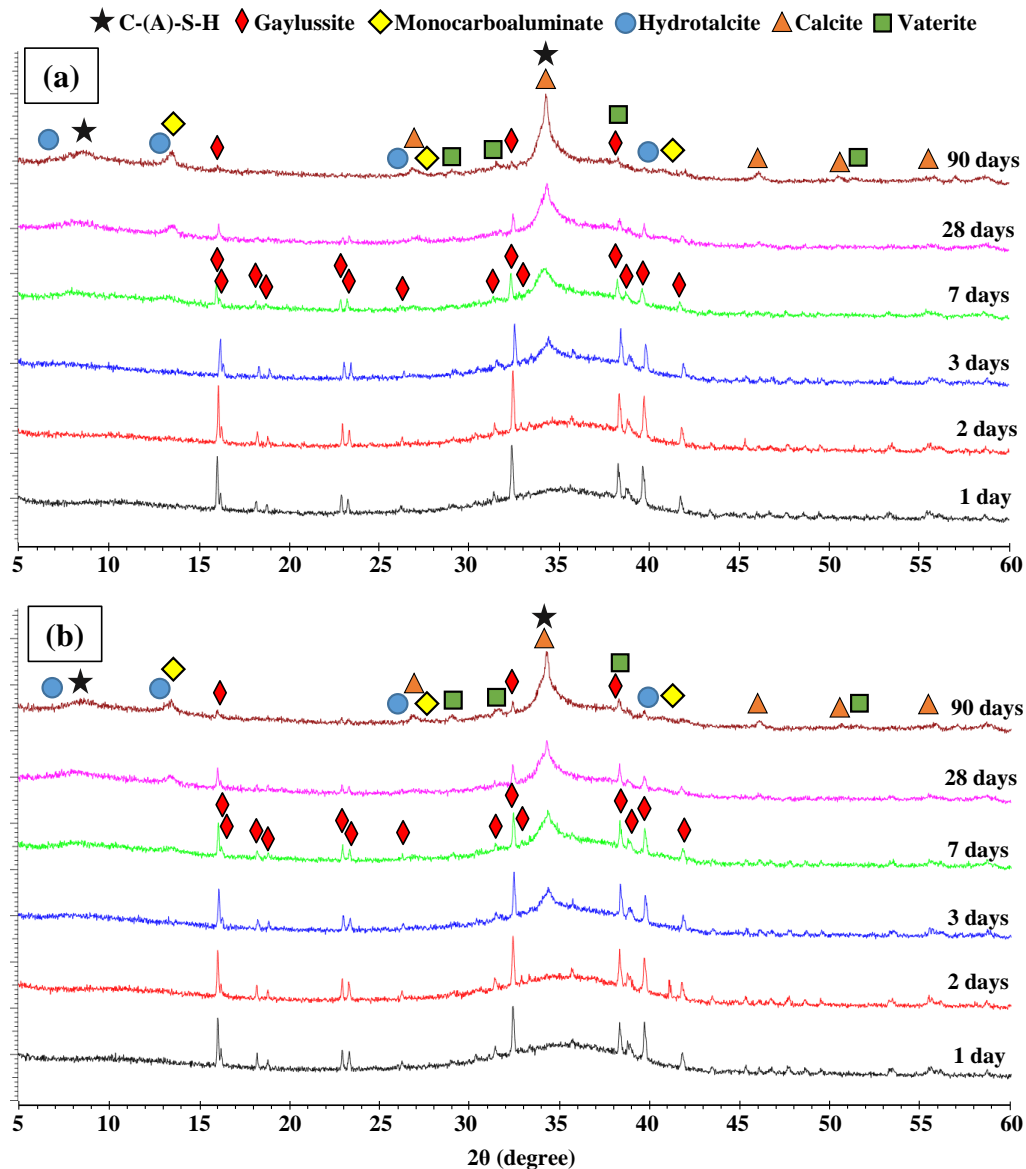 C-(A)-S-H Gaylussite Monocarboaluminate Hydrotalcite Calcite Vaterite
(a)
90 days
28 days
7 days
3 days
2 days
1 day
5 10 15 20 25 30 35 40 45 50 55 60
(b)
90 days
28 days
7 days
3 days
2 days
1 day
5 10 15 20 25 30 35 40 45 50 55 60
2θ (degree)